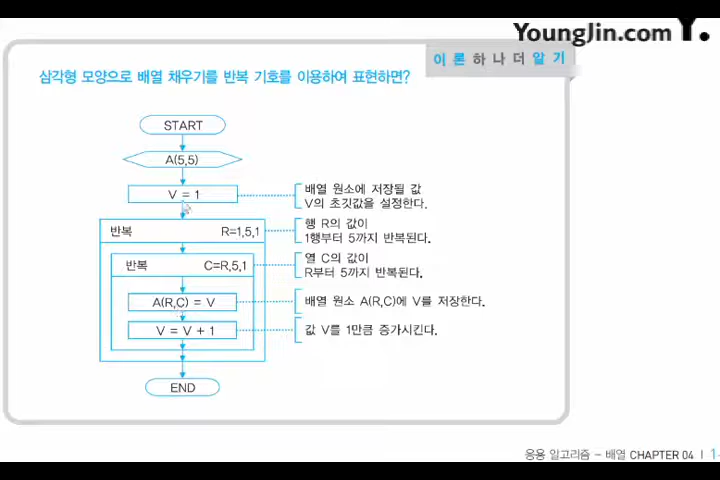 YoungJin.com Y.
이 론 하 나 더 알 기
삼각형 모양으로 배열 채우기를 반복 기호를 이용하여 표현하면?
START
A(5,5)
V = 1
배열 원소에 저장될 값
V의 초깃값을 설정한다.
반복 R=1,5,1
행 R의 값이
1행부터 5까지 반복된다.
반복 C=R,5,1
열 C의 값이
R부터 5까지 반복된다.
A(R,C) = V
배열 원소 A(R,C)에 V를 저장한다.
V = V + 1
값 V를 1만큼 증가시킨다.
END
응용 알고리즘 – 배열 CHAPTER 04 l 1-